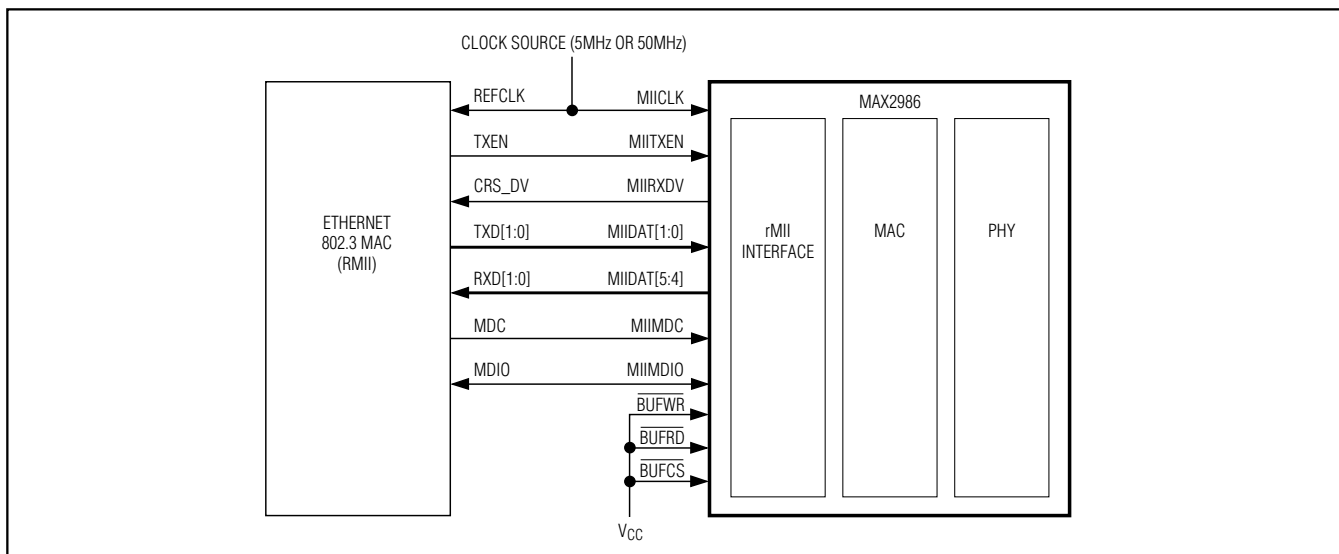 CLOCK SOURCE (5MHz OR 50MHz)
REFCLK
MIICLK
MAX2986
TXEN
MIITXEN
CRS_DV
MIIRXDV
ETHERNET
802.3 MAC
(RMII)
TXD[1:0]
MIIDAT[1:0]
rMII
INTERFACE
MAC
PHY
RXD[1:0]
MIIDAT[5:4]
MDC
MIIMDC
MDIO
MIIMDIO
BUFWR
BUFRD
BUFCS
VCC